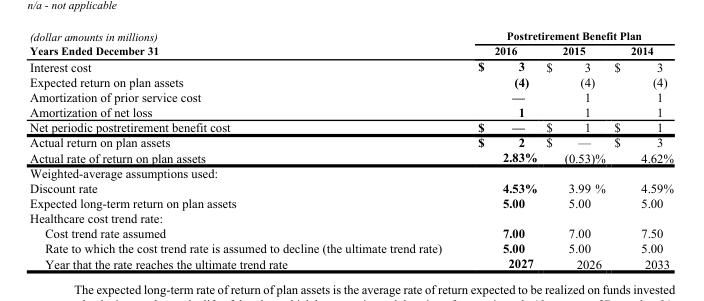 n/a - not applicable
(dollar amounts in millions) Postretirement Benefit Plan
Years Ended December 31 2016 2015 2014
Interest cost $ 3 $ 3 $ 3
Expected return on plan assets (4) (4) (4)
Amortization of prior service cost — 1 1
Amortization of net loss 1 1 1
Net periodic postretirement benefit cost $ — $ 1 $ 1
Actual return on plan assets $ 2 $ — $ 3
Actual rate of return on plan assets 2.83% (0.53)% 4.62%
Weighted-average assumptions used:
Discount rate 4.53% 3.99 % 4.59%
Expected long-term return on plan assets 5.00 5.00 5.00
Healthcare cost trend rate:
Cost trend rate assumed 7.00 7.00 7.50
Rate to which the cost trend rate is assumed to decline (the ultimate trend rate) 5.00 5.00 5.00
Year that the rate reaches the ultimate trend rate 2027 2026 2033
The expected long-term rate of return of plan assets is the average rate of return expected to be realized on funds invested